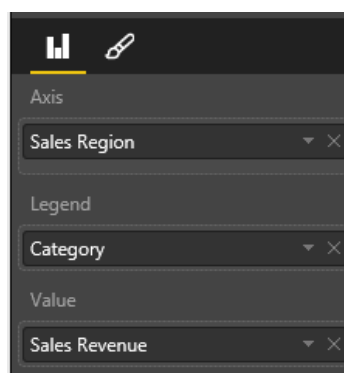 Axis
Sales Region
Legend
Category
Value
Sales Revenue